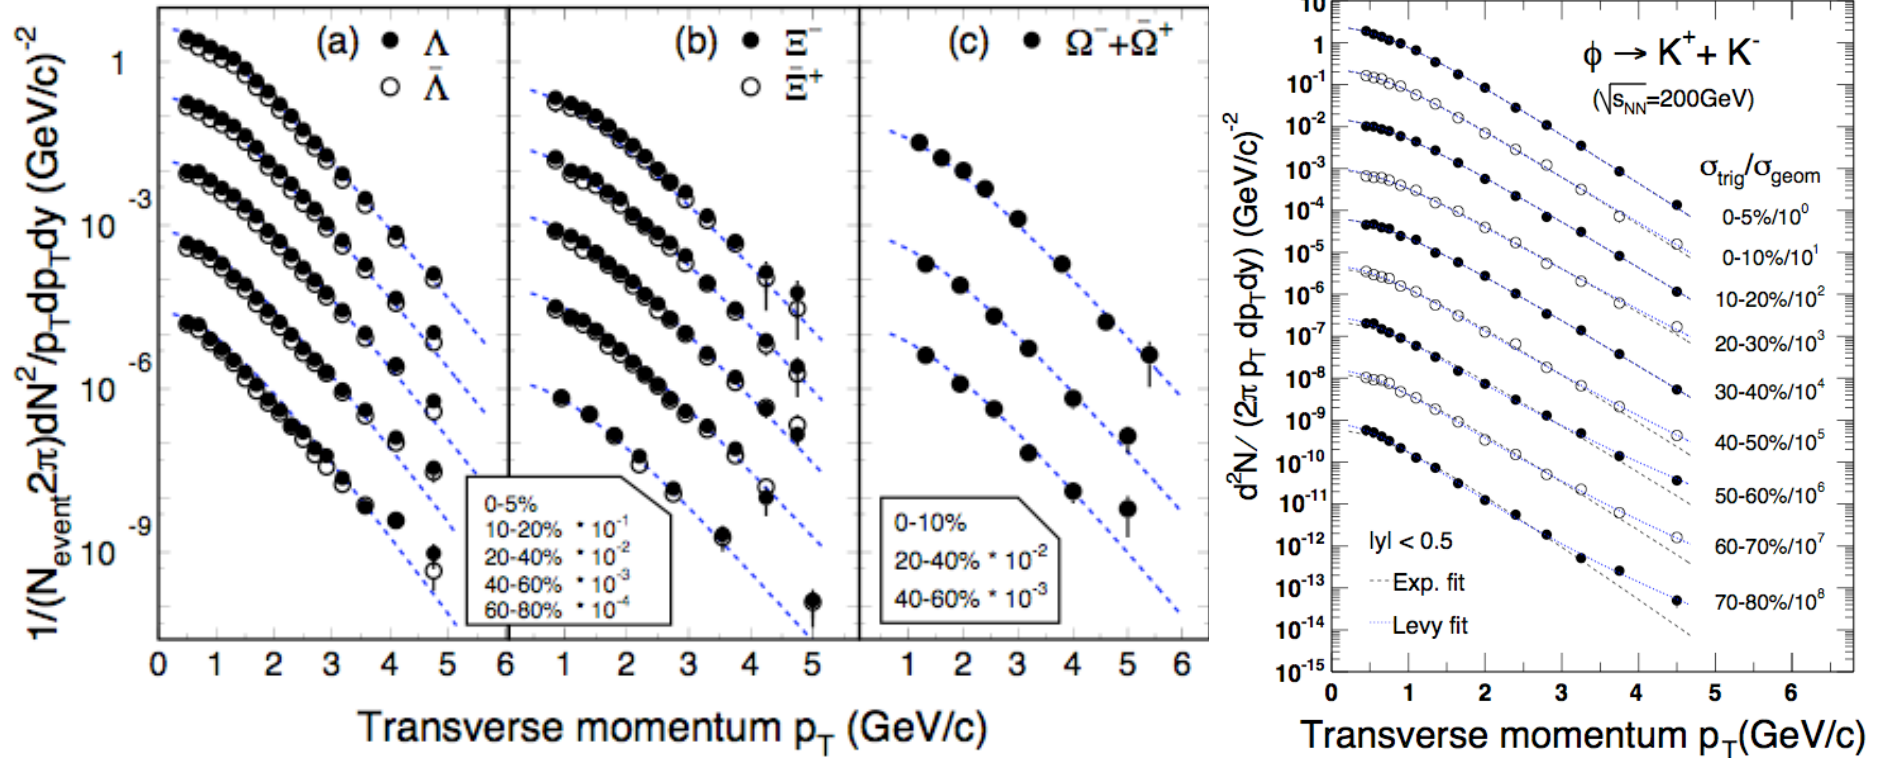 1/(N_event 2π)dN²/p_T dp_T dy (GeV/c)⁻²
1
10⁻³
10⁻⁶
10⁻⁹
(a) ● Λ
○ Λ̄
(b) ● Ξ⁻
○ Ξ̄⁺
(c) ● Ω⁻+Ω̄⁺
0-5%
10-20% * 10⁻¹
20-40% * 10⁻²
40-60% * 10⁻³
60-80% * 10⁻⁴
0-10%
20-40% * 10⁻²
40-60% * 10⁻³
0 1 2 3 4 5 6
1 2 3 4 5
1 2 3 4 5 6
Transverse momentum p_T (GeV/c)
d²N/ (2π p_T dp_T dy) (GeV/c)⁻²
10
1
10⁻¹
10⁻²
10⁻³
10⁻⁴
10⁻⁵
10⁻⁶
10⁻⁷
10⁻⁸
10⁻⁹
10⁻¹⁰
10⁻¹¹
10⁻¹²
10⁻¹³
10⁻¹⁴
10⁻¹⁵
ϕ → K⁺ + K⁻
(√s_NN=200GeV)
σ_trig/σ_geom
0-5%/10⁰
0-10%/10¹
10-20%/10²
20-30%/10³
30-40%/10⁴
40-50%/10⁵
50-60%/10⁶
60-70%/10⁷
70-80%/10⁸
|y| < 0.5
Exp. fit
Levy fit
0 1 2 3 4 5 6
Transverse momentum p_T(GeV/c)